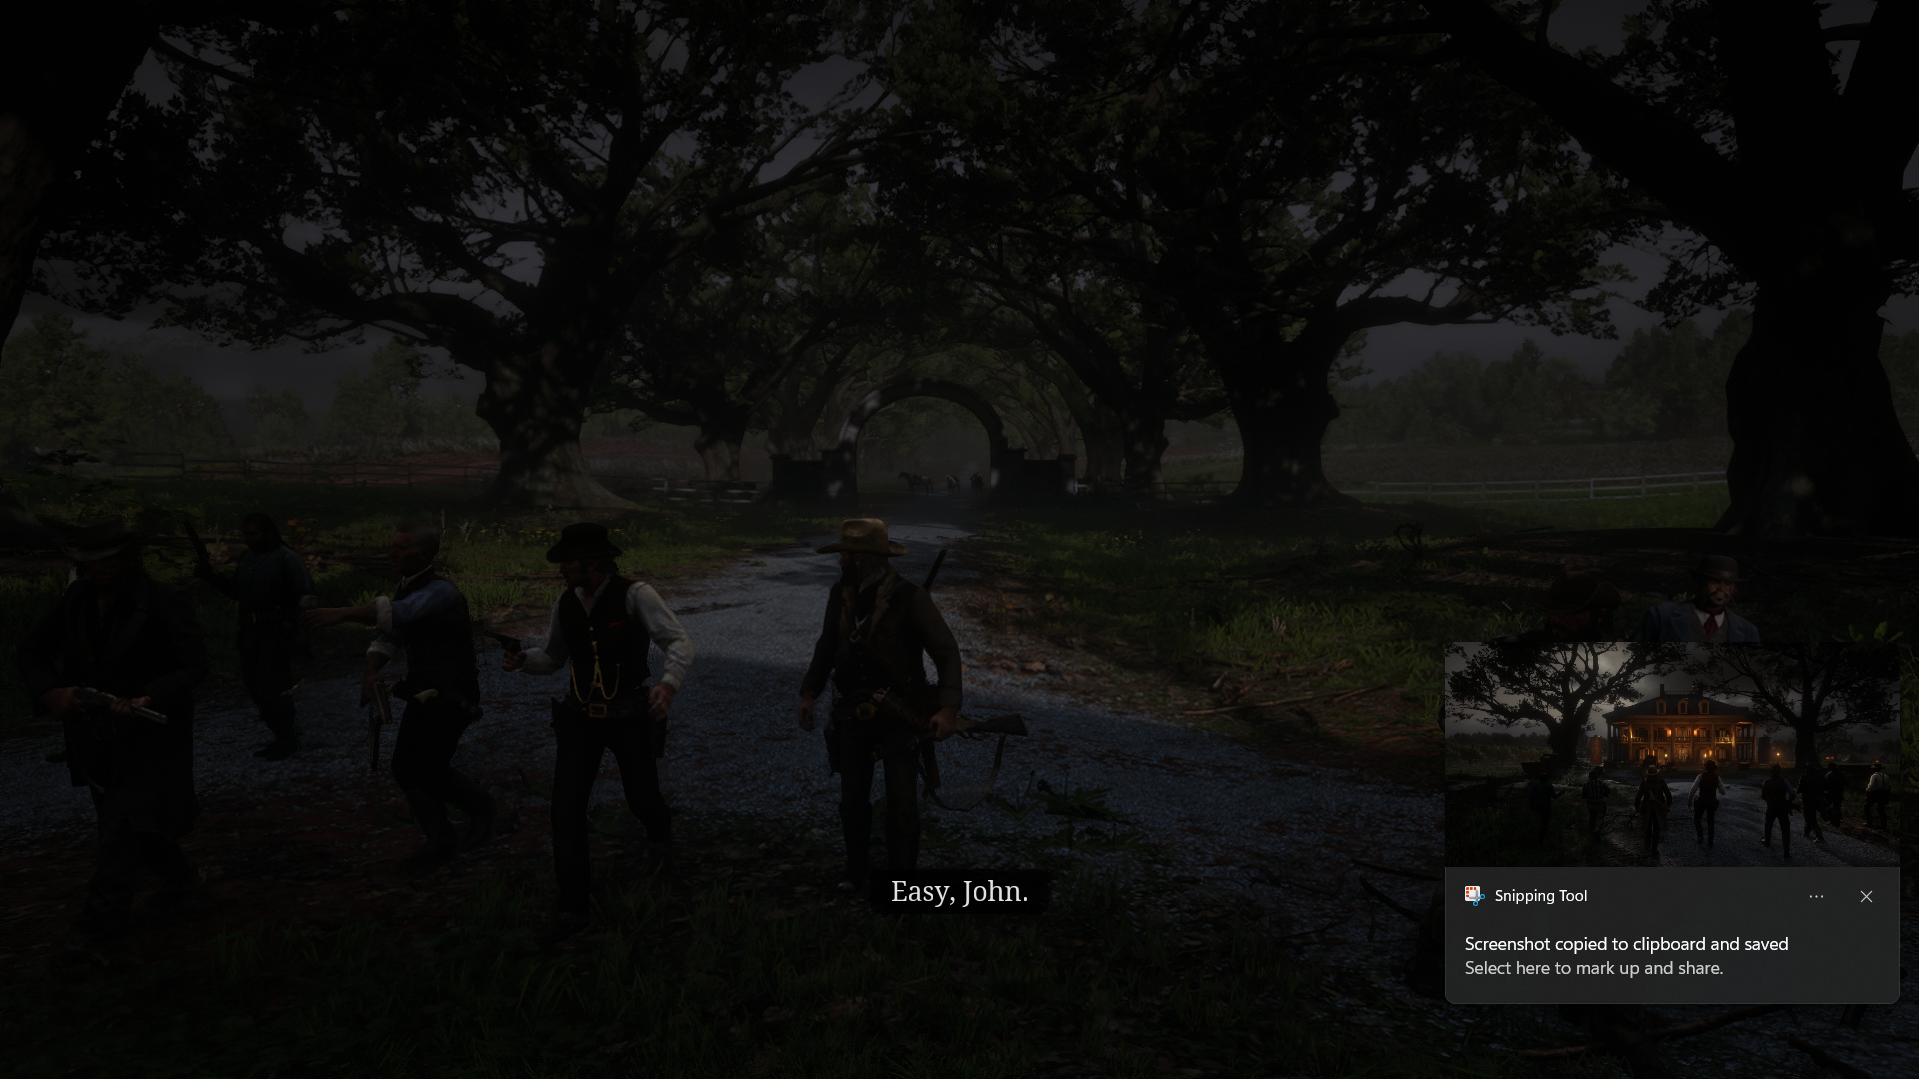 Easy, John.
Snipping Tool
Screenshot copied to clipboard and saved
Select here to mark up and share.